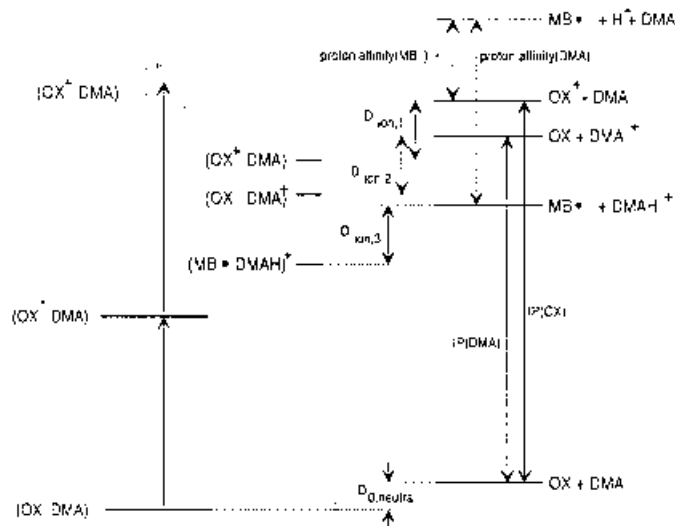 MB• + H⁺ + DMA
proton affinity(MB )
proton affinity(DMA)
(OX⁺ DMA)
OX⁺ + DMA
D ion,1
OX + DMA⁺
(OX⁺ DMA)
D ion,2
(OX DMA)⁺
MB• + DMAH⁺
D ion,3
(MB • DMAH)⁺
(OX* DMA)
IP(OX)
IP(DMA)
OX + DMA
D0,neutral
(OX DMA)